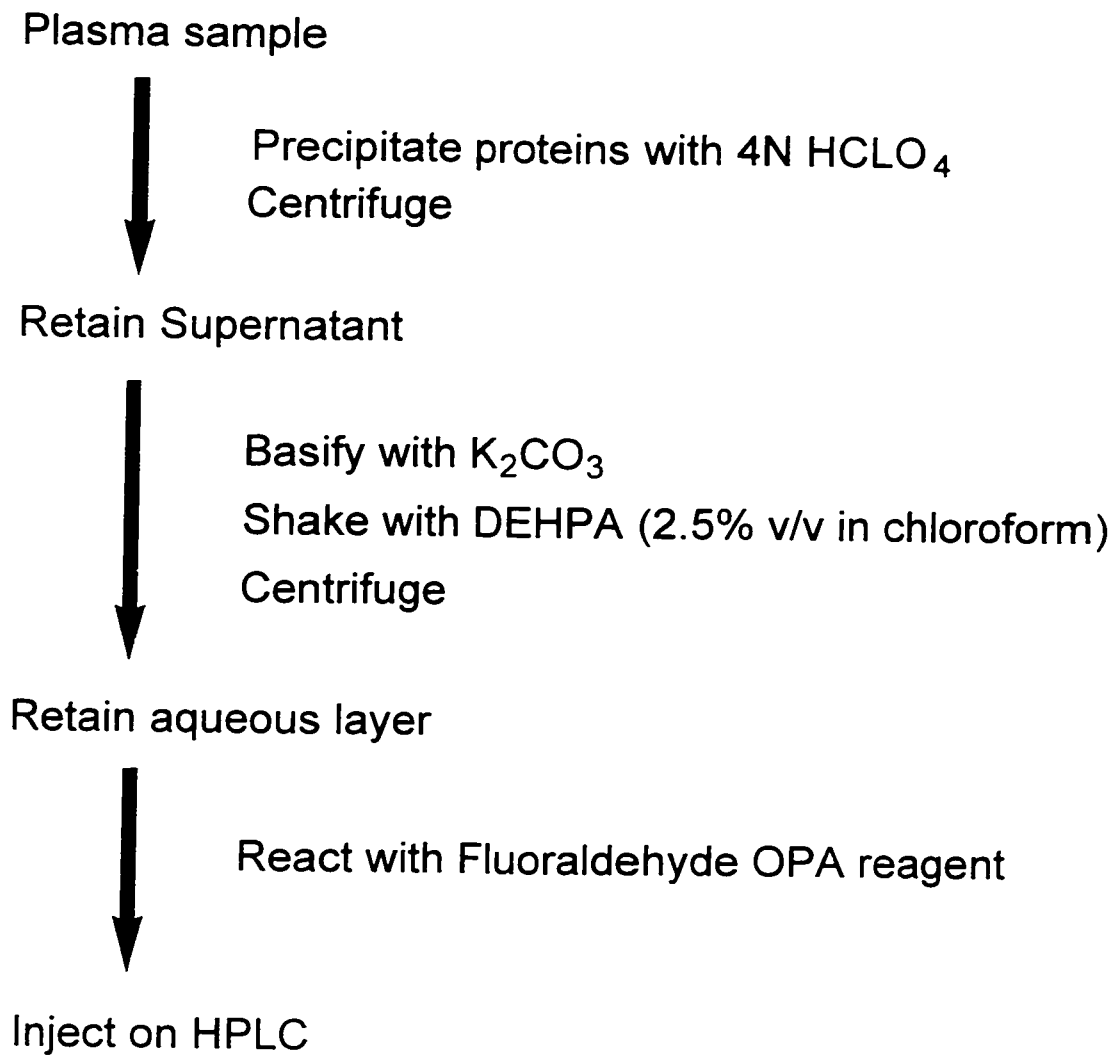 Plasma sample
Precipitate proteins with 4N HCLO₄
Centrifuge
Retain Supernatant
Basify with K₂CO₃
Shake with DEHPA (2.5% v/v in chloroform)
Centrifuge
Retain aqueous layer
React with Fluoraldehyde OPA reagent
Inject on HPLC